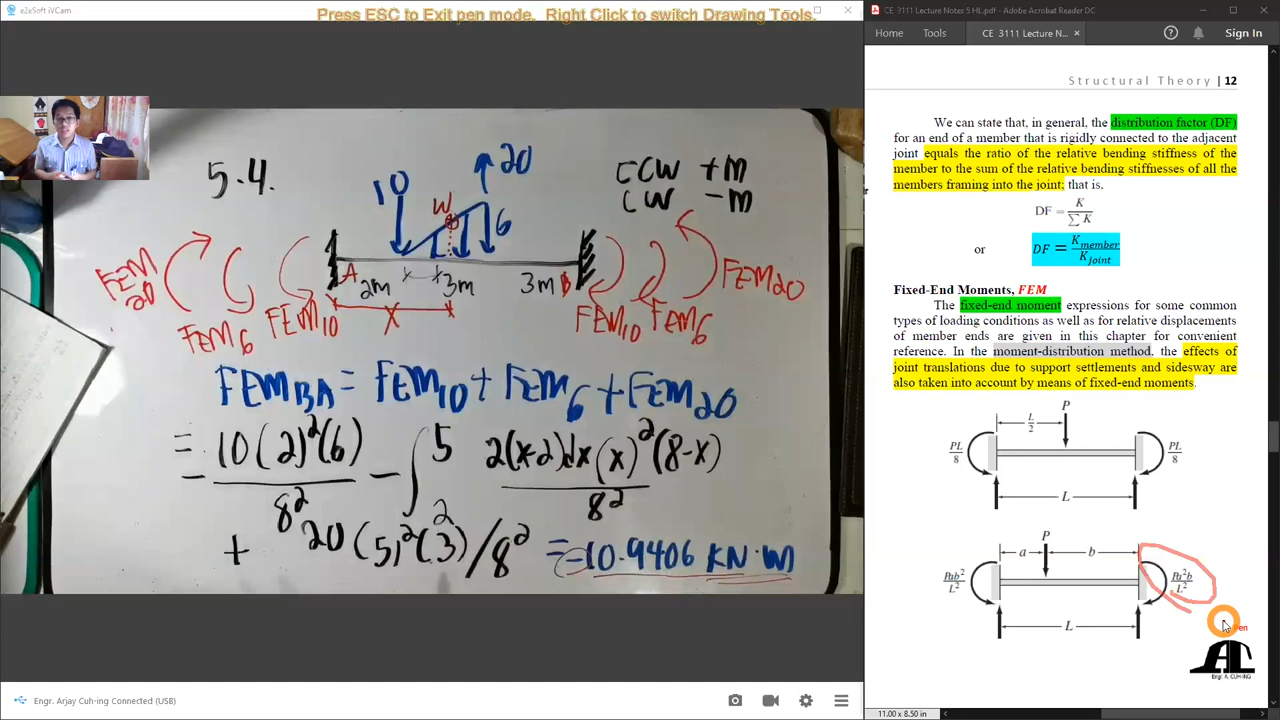 e2eSoft iVCam
Press ESC to Exit pen mode. Right Click to switch Drawing Tools.
5.4.
10
20
W
6
CCW +M
CW -M
A
2m
3m
3m
B
x
FEM 20
FEM6
FEM10
FEM10
FEM6
FEM20
FEMBA = FEM10 + FEM6 + FEM20
= 10(2)²(6) / 8² - ∫ 5 2 2(x-2)dx(x)²(8-x) / 8²
+ 20(5)²(3)/8² = 10.9406 KN·m
Engr. Arjay Cuh-ing Connected (USB)
CE 3111 Lecture Notes 5 HL.pdf - Adobe Acrobat Reader DC
Home Tools CE 3111 Lecture N... × Sign In
Structural Theory | 12
We can state that, in general, the distribution factor (DF)
for an end of a member that is rigidly connected to the adjacent
joint equals the ratio of the relative bending stiffness of the
member to the sum of the relative bending stiffnesses of all the
members framing into the joint; that is,
DF = K / ∑ K
or DF = Kmember / Kjoint
Fixed-End Moments, FEM
The fixed-end moment expressions for some common
types of loading conditions as well as for relative displacements
of member ends are given in this chapter for convenient
reference. In the moment-distribution method, the effects of
joint translations due to support settlements and sidesway are
also taken into account by means of fixed-end moments.
P
L/2
PL/8
PL/8
L
P
a b
Pab²/L²
Pa²b/L²
L
Pen
AC
Engr. A. CUH-ING
11.00 x 8.50 in